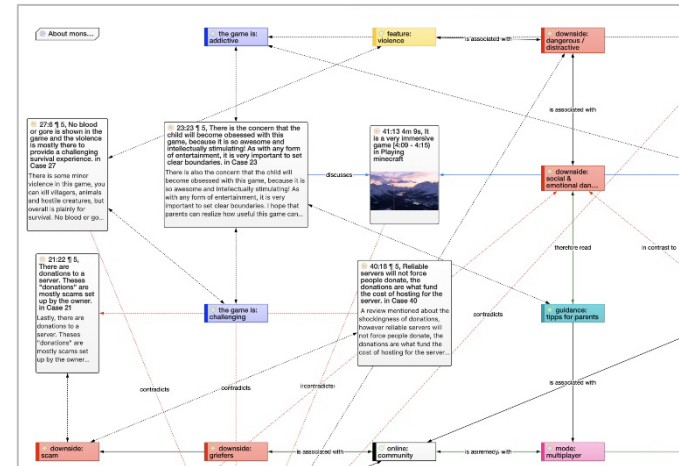 About mons...
the game is:
addictive
feature:
violence
is associated with
downside:
dangerous /
distractive
is associated with
27:6 ¶ 5, No blood
or gore is shown in the
game and the violence
is mostly there to
provide a challenging
survival experience. in
Case 27
There is some minor
violence in this game, you
can kill villagers, animals
and hostile creatures, but
overall is plainly for
survival. No blood or go...
23:23 ¶ 5, There is the concern that the
child will become obsessed with this
game, because it is so awesome and
intellectually stimulating! As with any
form of entertainment, it is very
important to set clear boundaries. in Case 23
There is also the concern that the child will
become obsessed with this game, because it is
so awesome and intellectually stimulating! As
with any form of entertainment, it is very
important to set clear boundaries. I hope that
parents can realize how useful this game can...
discusses
41:13 4m 9s, It
is a very immersive
game [4:09 - 4:15)
in Playing
minecraft
downside:
social &
emotional dan...
therefore read
in contrast to
21:22 ¶ 5,
There are
donations to a
server. Theses
"donations" are
mostly scams set
up by the owner.
in Case 21
Lastly, there are
donations to a
server. Theses
"donations" are
mostly scams set
up by the owner...
the game is:
challenging
40:18 ¶ 5, Reliable
servers will not force
people donate, the
donations are what fund
the cost of hosting for the
server. in Case 40
A review mentioned about the
shockingness of donations,
however reliable servers will
not force people donate, the
donations are what fund the
cost of hosting for the server...
contradicts
guidance:
tipps for parents
is associated with
contradicts
contradicts
contradicts
downside:
scam
downside:
griefers
is associated with
online:
community
mode:
multiplayer